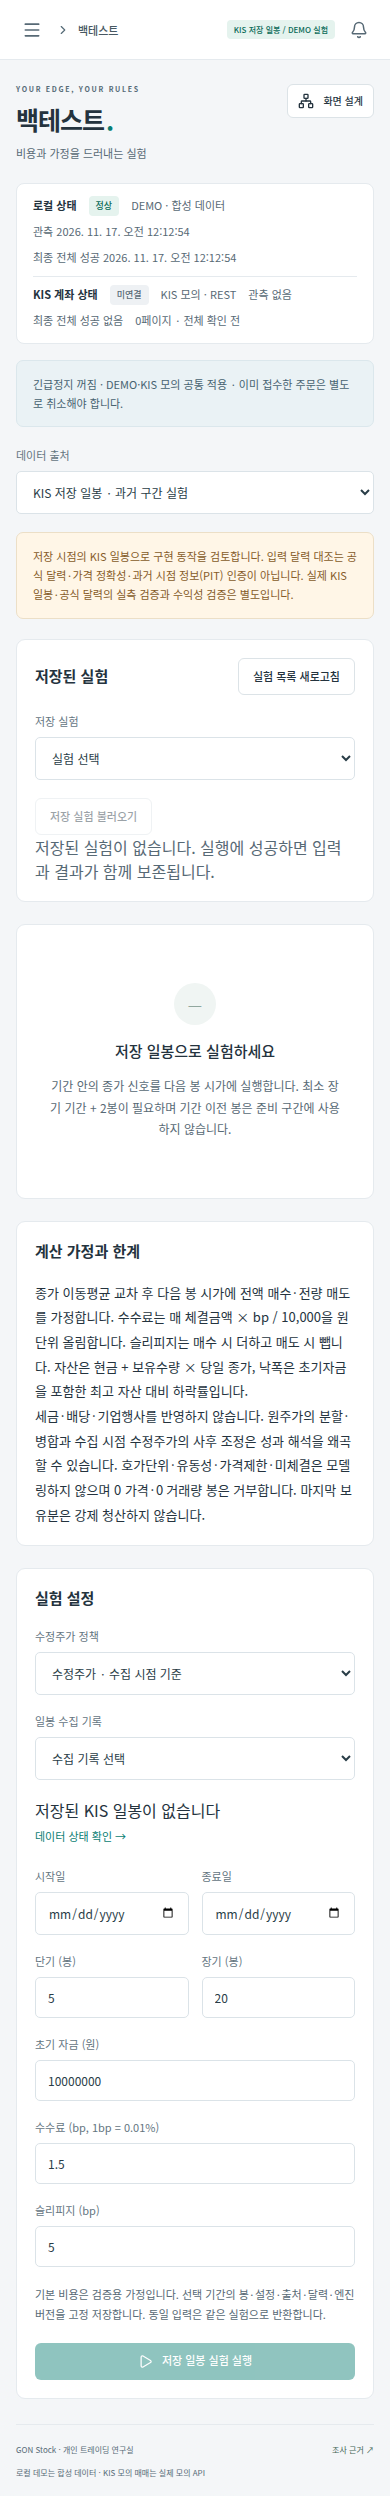 백테스트
KIS 저장 일봉 / DEMO 실험
YOUR EDGE, YOUR RULES
백테스트.
화면 설계
비용과 가정을 드러내는 실험
로컬 상태 정상 DEMO · 합성 데이터
관측 2026. 11. 17. 오전 12:12:54
최종 전체 성공 2026. 11. 17. 오전 12:12:54
KIS 계좌 상태 미연결 KIS 모의 · REST 관측 없음
최종 전체 성공 없음 0페이지 · 전체 확인 전
긴급정지 꺼짐 · DEMO·KIS 모의 공통 적용 · 이미 접수한 주문은 별도
로 취소해야 합니다.
데이터 출처
KIS 저장 일봉 · 과거 구간 실험
저장 시점의 KIS 일봉으로 구현 동작을 검토합니다. 입력 달력 대조는 공
식 달력·가격 정확성·과거 시점 정보(PIT) 인증이 아닙니다. 실제 KIS
일봉·공식 달력의 실측 검증과 수익성 검증은 별도입니다.
저장된 실험
실험 목록 새로고침
저장 실험
실험 선택
저장 실험 불러오기
저장된 실험이 없습니다. 실행에 성공하면 입력
과 결과가 함께 보존됩니다.
—
저장 일봉으로 실험하세요
기간 안의 종가 신호를 다음 봉 시가에 실행합니다. 최소 장
기 기간 + 2봉이 필요하며 기간 이전 봉은 준비 구간에 사용
하지 않습니다.
계산 가정과 한계
종가 이동평균 교차 후 다음 봉 시가에 전액 매수·전량 매도
를 가정합니다. 수수료는 매 체결금액 × bp / 10,000을 원
단위 올림합니다. 슬리피지는 매수 시 더하고 매도 시 뺍니
다. 자산은 현금 + 보유수량 × 당일 종가, 낙폭은 초기자금
을 포함한 최고 자산 대비 하락률입니다.
세금·배당·기업행사를 반영하지 않습니다. 원주가의 분할·
병합과 수집 시점 수정주가의 사후 조정은 성과 해석을 왜곡
할 수 있습니다. 호가단위·유동성·가격제한·미체결은 모델
링하지 않으며 0 가격·0 거래량 봉은 거부합니다. 마지막 보
유분은 강제 청산하지 않습니다.
실험 설정
수정주가 정책
수정주가 · 수집 시점 기준
일봉 수집 기록
수집 기록 선택
저장된 KIS 일봉이 없습니다
데이터 상태 확인 →
시작일 종료일
mm/dd/yyyy mm/dd/yyyy
단기 (봉) 장기 (봉)
5 20
초기 자금 (원)
10000000
수수료 (bp, 1bp = 0.01%)
1.5
슬리피지 (bp)
5
기본 비용은 검증용 가정입니다. 선택 기간의 봉·설정·출처·달력·엔진
버전을 고정 저장합니다. 동일 입력은 같은 실험으로 반환합니다.
저장 일봉 실험 실행
GON Stock · 개인 트레이딩 연구실
조사 근거 ↗
로컬 데모는 합성 데이터 · KIS 모의 매매는 실제 모의 API